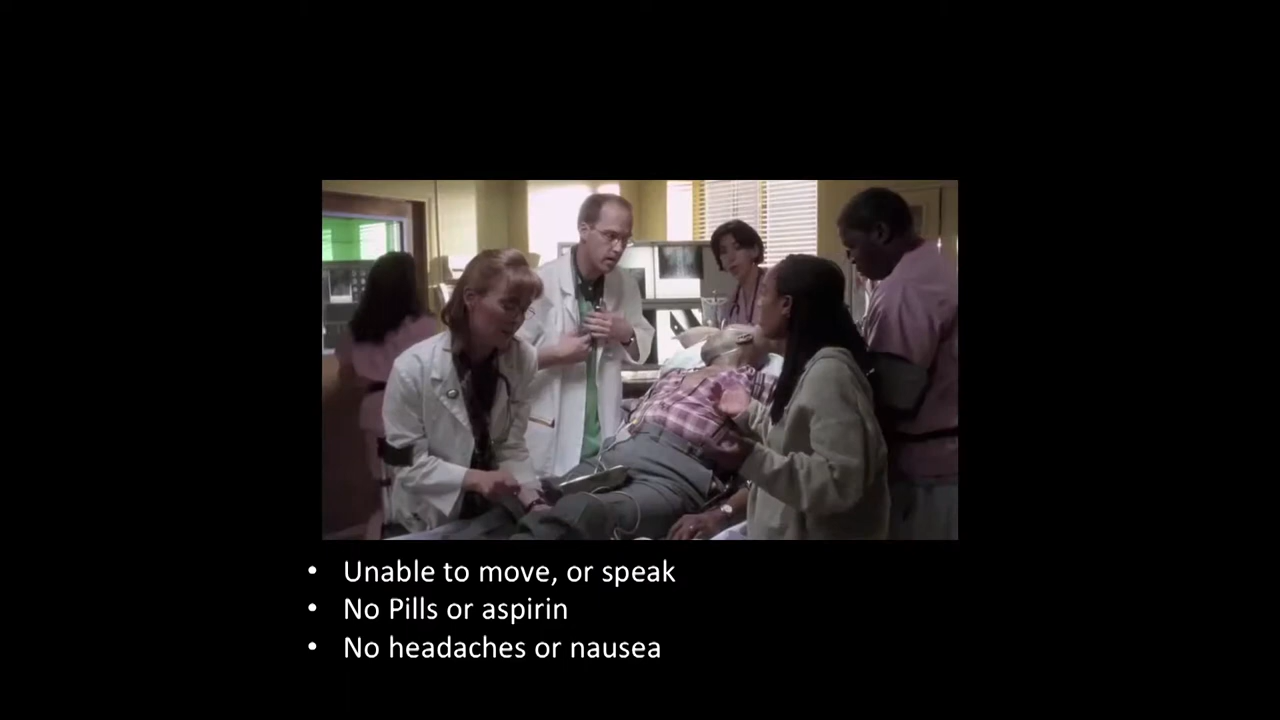 • Unable to move, or speak
• No Pills or aspirin
• No headaches or nausea